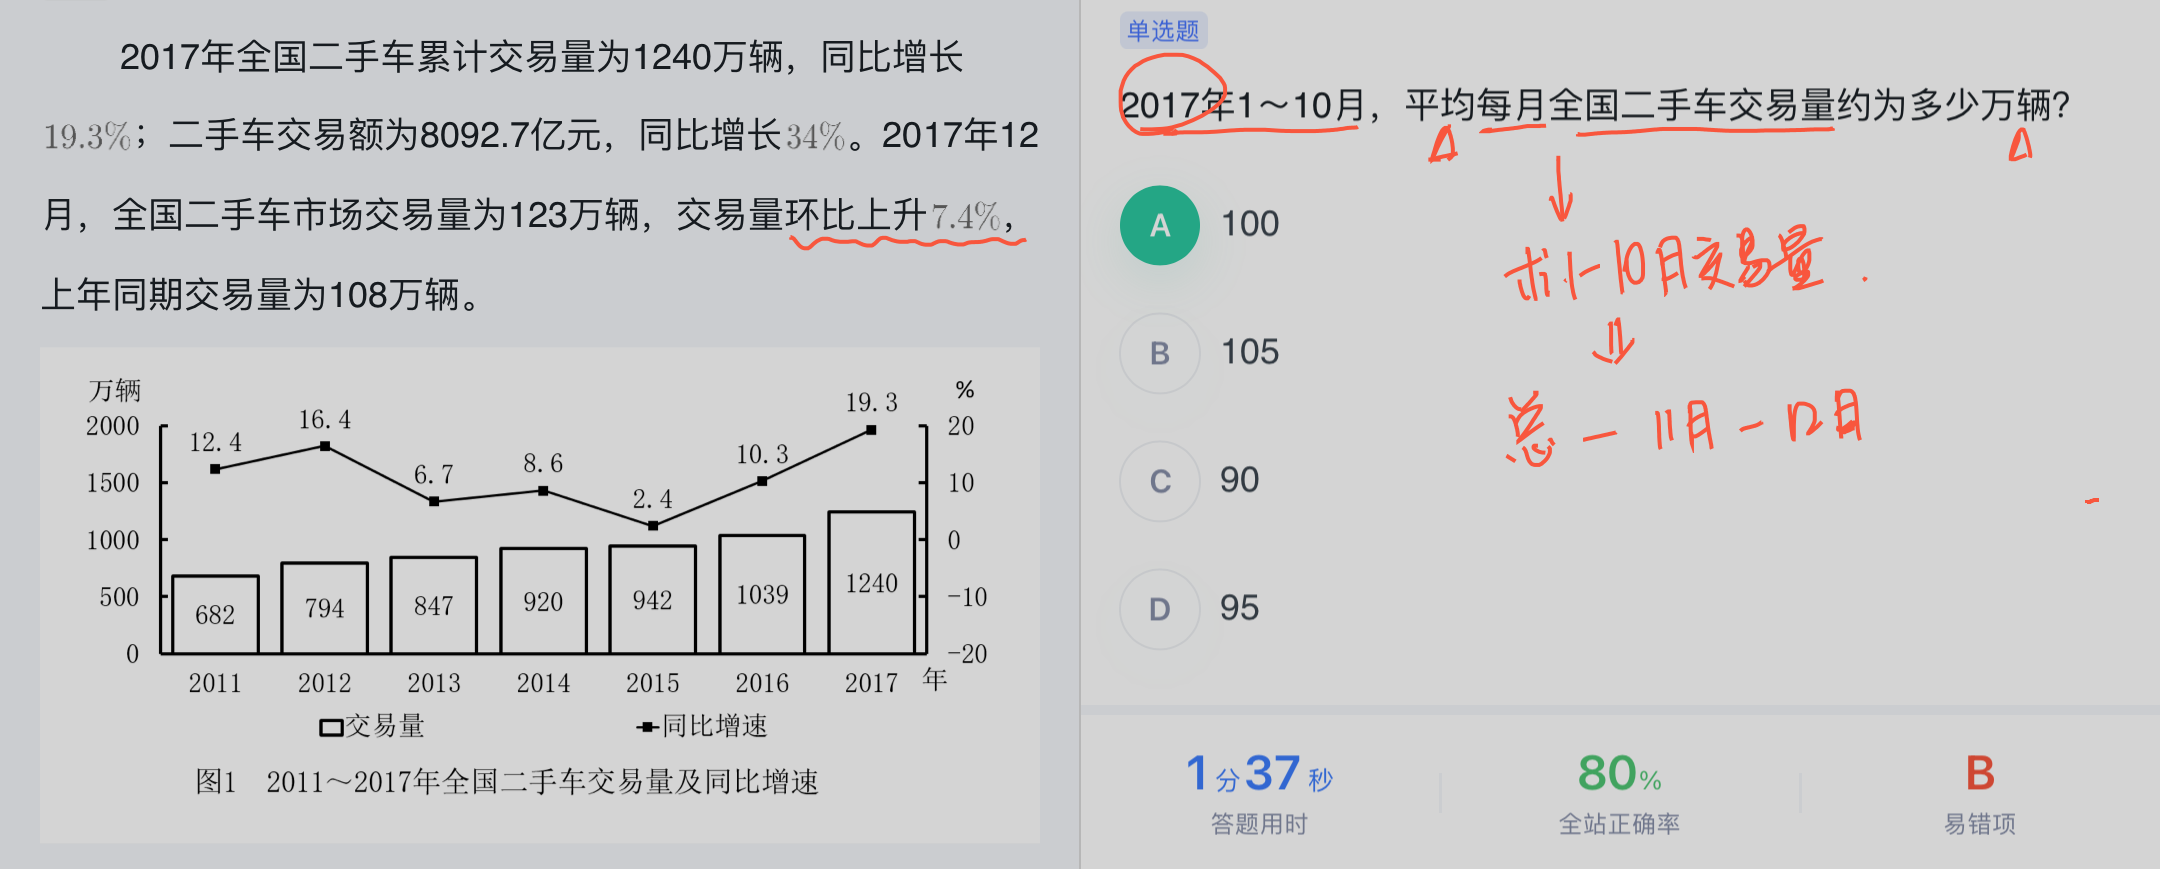 2017年全国二手车累计交易量为1240万辆，同比增长
19.3%；二手车交易额为8092.7亿元，同比增长34%。2017年12
月，全国二手车市场交易量为123万辆，交易量环比上升7.4%，
上年同期交易量为108万辆。
万辆
%
2000
1500
1000
500
0
12.4
16.4
6.7
8.6
2.4
10.3
19.3
20
10
0
-10
-20
682
794
847
920
942
1039
1240
2011
2012
2013
2014
2015
2016
2017
年
交易量
同比增速
图1 2011～2017年全国二手车交易量及同比增速
单选题
2017年1～10月，平均每月全国二手车交易量约为多少万辆？
A 100
B 105
C 90
D 95
求1-10月交易量.
总-11月-12月
1分37秒
答题用时
80%
全站正确率
B
易错项